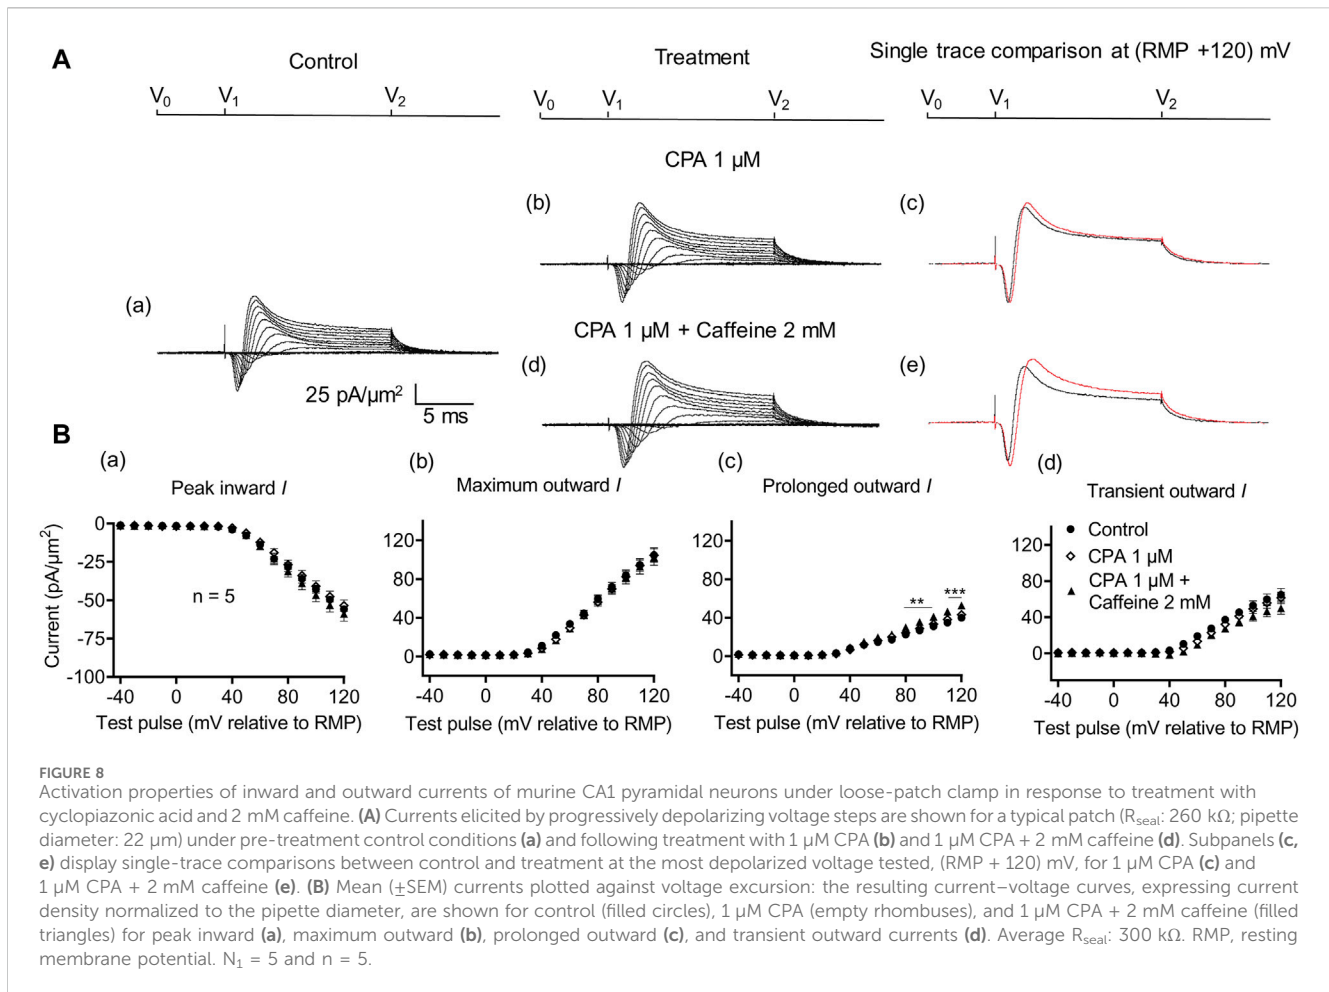 A
Control
Treatment
Single trace comparison at (RMP +120) mV
V0 V1 V2
V0 V1 V2
V0 V1 V2
CPA 1 µM
(b)
(c)
(a)
CPA 1 µM + Caffeine 2 mM
(d)
(e)
25 pA/µm²
5 ms
B
(a)
Peak inward I
Current (pA/µm²)
0
-25
-50
-75
-100
n = 5
-40 0 40 80 120
Test pulse (mV relative to RMP)
(b)
Maximum outward I
120
80
40
0
-40 0 40 80 120
Test pulse (mV relative to RMP)
(c)
Prolonged outward I
120
80
40
0
** ***
-40 0 40 80 120
Test pulse (mV relative to RMP)
(d)
Transient outward I
Control
CPA 1 µM
CPA 1 µM +
Caffeine 2 mM
120
80
40
0
-40 0 40 80 120
Test pulse (mV relative to RMP)
FIGURE 8
Activation properties of inward and outward currents of murine CA1 pyramidal neurons under loose-patch clamp in response to treatment with
cyclopiazonic acid and 2 mM caffeine. (A) Currents elicited by progressively depolarizing voltage steps are shown for a typical patch (Rseal: 260 kΩ; pipette
diameter: 22 µm) under pre-treatment control conditions (a) and following treatment with 1 µM CPA (b) and 1 µM CPA + 2 mM caffeine (d). Subpanels (c,
e) display single-trace comparisons between control and treatment at the most depolarized voltage tested, (RMP + 120) mV, for 1 µM CPA (c) and
1 µM CPA + 2 mM caffeine (e). (B) Mean (±SEM) currents plotted against voltage excursion: the resulting current–voltage curves, expressing current
density normalized to the pipette diameter, are shown for control (filled circles), 1 µM CPA (empty rhombuses), and 1 µM CPA + 2 mM caffeine (filled
triangles) for peak inward (a), maximum outward (b), prolonged outward (c), and transient outward currents (d). Average Rseal: 300 kΩ. RMP, resting
membrane potential. N1 = 5 and n = 5.